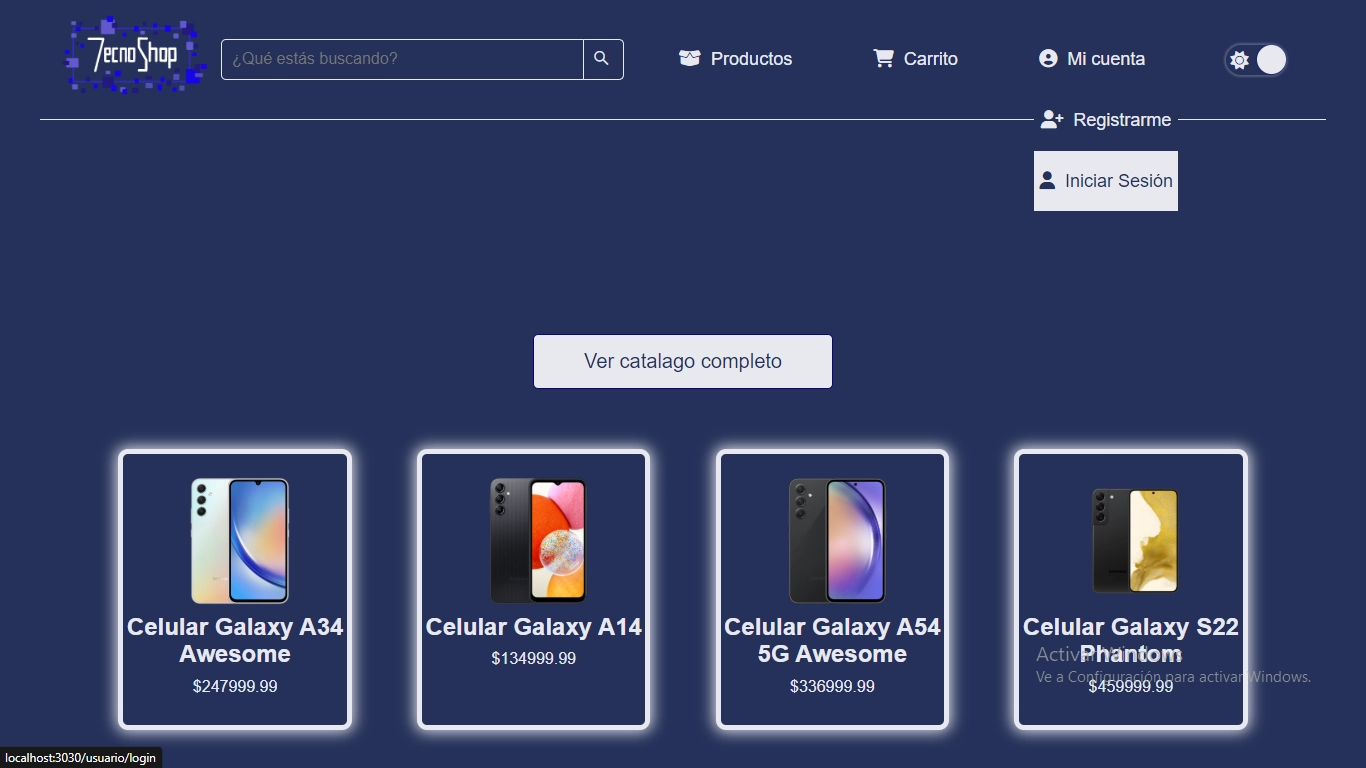 TecnoShop
¿Qué estás buscando?
Productos
Carrito
Mi cuenta
Registrarme
Iniciar Sesión
Ver catalago completo
Celular Galaxy A34
Awesome
$247999.99
Celular Galaxy A14
$134999.99
Celular Galaxy A54
5G Awesome
$336999.99
Celular Galaxy S22
Phantom
$459999.99
Activar Windows
Ve a Configuración para activar Windows.
localhost:3030/usuario/login